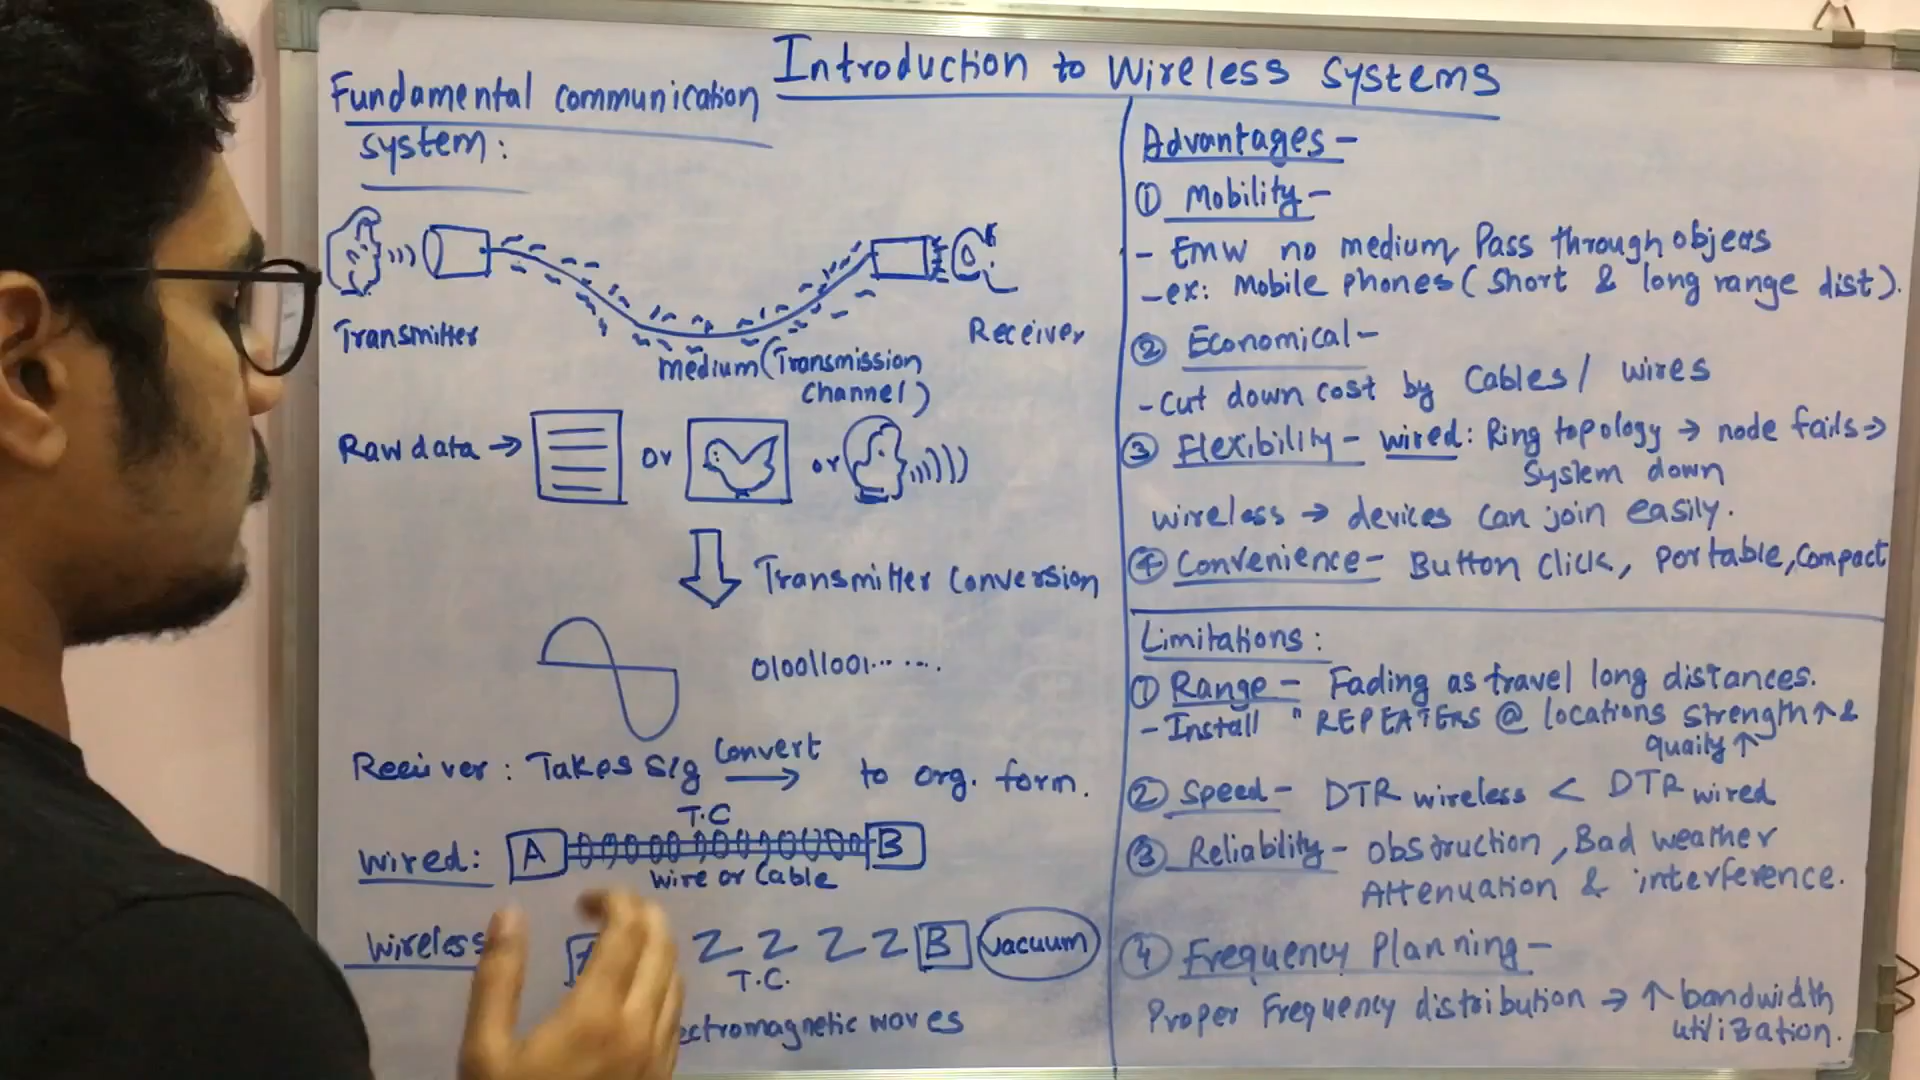 Introduction to Wireless Systems
Fundamental communication
system:
Transmitter
Receiver
medium (Transmission
Channel)
Raw data →
or
or
Transmitter Conversion
010011001.......
Receiver: Takes sig convert → to org. form.
T.C
Wired: A B
wire or Cable
Wireless B Vacuum
T.C.
ectromagnetic waves
Advantages -
① Mobility -
- EMW no medium, Pass through objects
- ex: Mobile phones (short & long range dist).
② Economical -
- Cut down cost by Cables / wires
③ Flexibility - wired: Ring topology → node fails →
System down
wireless → devices can join easily.
④ Convenience - Button Click, Portable, Compact
Limitations:
① Range - Fading as travel long distances.
- Install " REPEATERS @ locations strength ↑ &
quaity ↑
② Speed - DTR wireless < DTR wired
③ Reliability - obstruction, Bad weather
Attenuation & interference.
④ Frequency Planning -
Proper Frequency distribution → ↑ bandwidth
utilization.